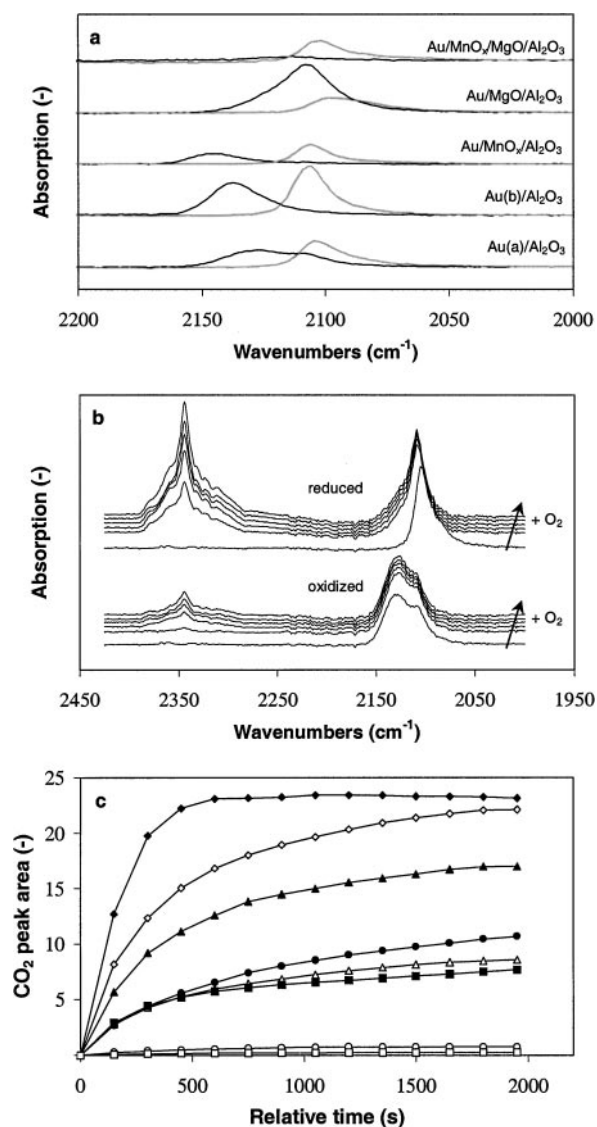 a
Absorption (-)
Au/MnOₓ/MgO/Al₂O₃
Au/MgO/Al₂O₃
Au/MnOₓ/Al₂O₃
Au(b)/Al₂O₃
Au(a)/Al₂O₃
2200 2150 2100 2050 2000
Wavenumbers (cm⁻¹)
b
Absorption (-)
reduced
+ O₂
oxidized
+ O₂
2450 2350 2250 2150 2050 1950
Wavenumbers (cm⁻¹)
c
CO₂ peak area (-)
25
20
15
10
5
0 500 1000 1500 2000
Relative time (s)